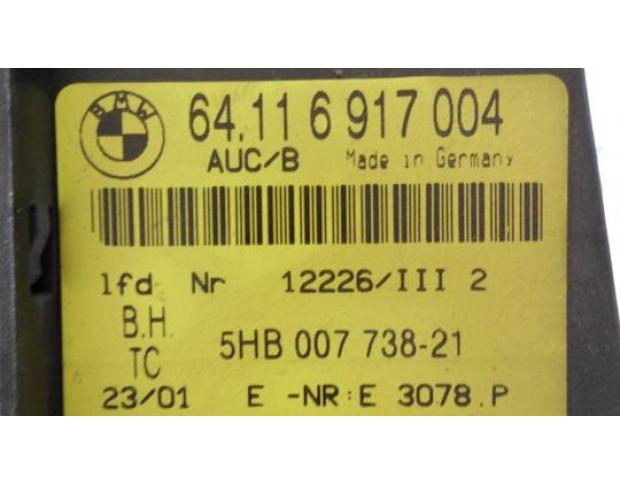 BMW
64.11 6 917 004
AUC/B Made in Germany
lfd Nr 12226/III 2
B.H.
TC
5HB 007 738-21
23/01 E -NR:E 3078.P